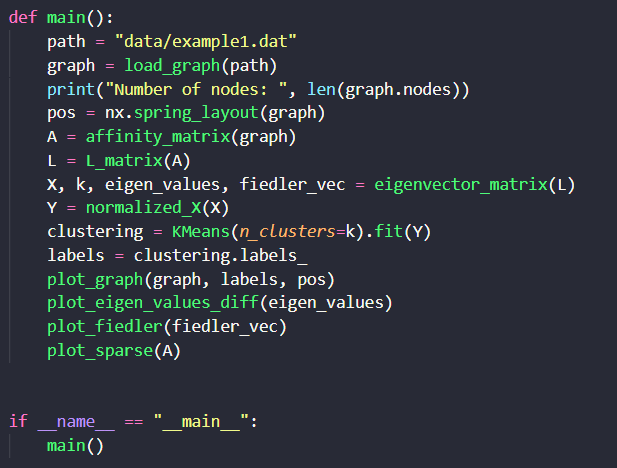 def main():
    path = "data/example1.dat"
    graph = load_graph(path)
    print("Number of nodes: ", len(graph.nodes))
    pos = nx.spring_layout(graph)
    A = affinity_matrix(graph)
    L = L_matrix(A)
    X, k, eigen_values, fiedler_vec = eigenvector_matrix(L)
    Y = normalized_X(X)
    clustering = KMeans(n_clusters=k).fit(Y)
    labels = clustering.labels_
    plot_graph(graph, labels, pos)
    plot_eigen_values_diff(eigen_values)
    plot_fiedler(fiedler_vec)
    plot_sparse(A)
if __name__ == "__main__":
    main()